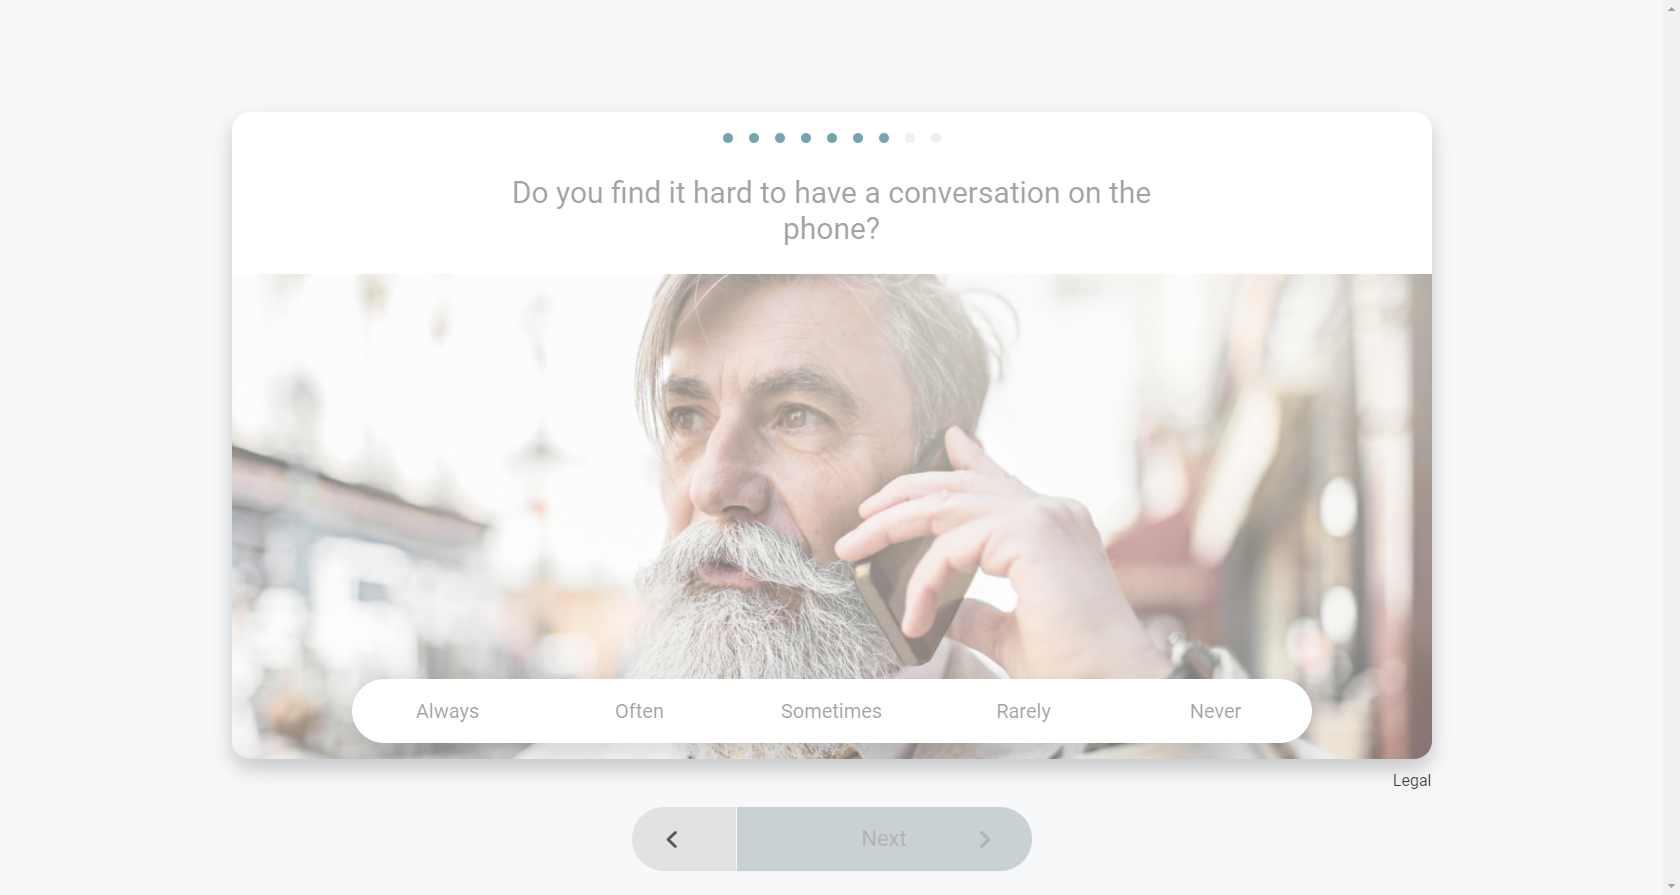 Do you find it hard to have a conversation on the
phone?
Always Often Sometimes Rarely Never
Legal
Next